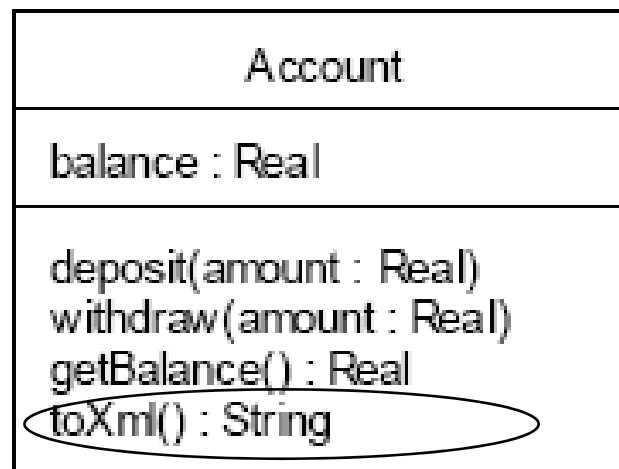 Account
balance : Real
deposit(amount : Real)
withdraw(amount : Real)
getBalance() : Real
toXml() : String